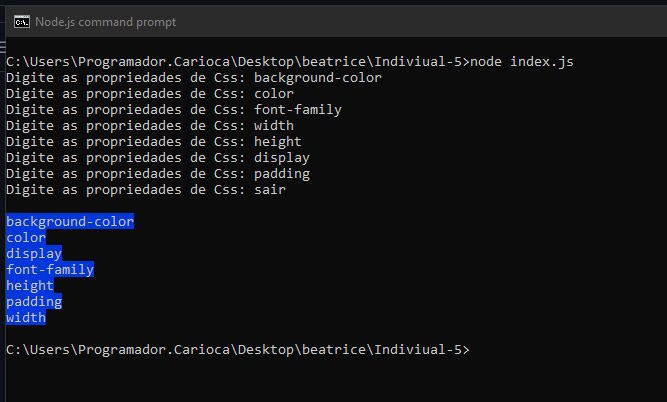 Node.js command prompt
C:\Users\Programador.Carioca\Desktop\beatrice\Indiviual-5>node index.js
Digite as propriedades de Css: background-color
Digite as propriedades de Css: color
Digite as propriedades de Css: font-family
Digite as propriedades de Css: width
Digite as propriedades de Css: height
Digite as propriedades de Css: display
Digite as propriedades de Css: padding
Digite as propriedades de Css: sair
background-color
color
display
font-family
height
padding
width
C:\Users\Programador.Carioca\Desktop\beatrice\Indiviual-5>